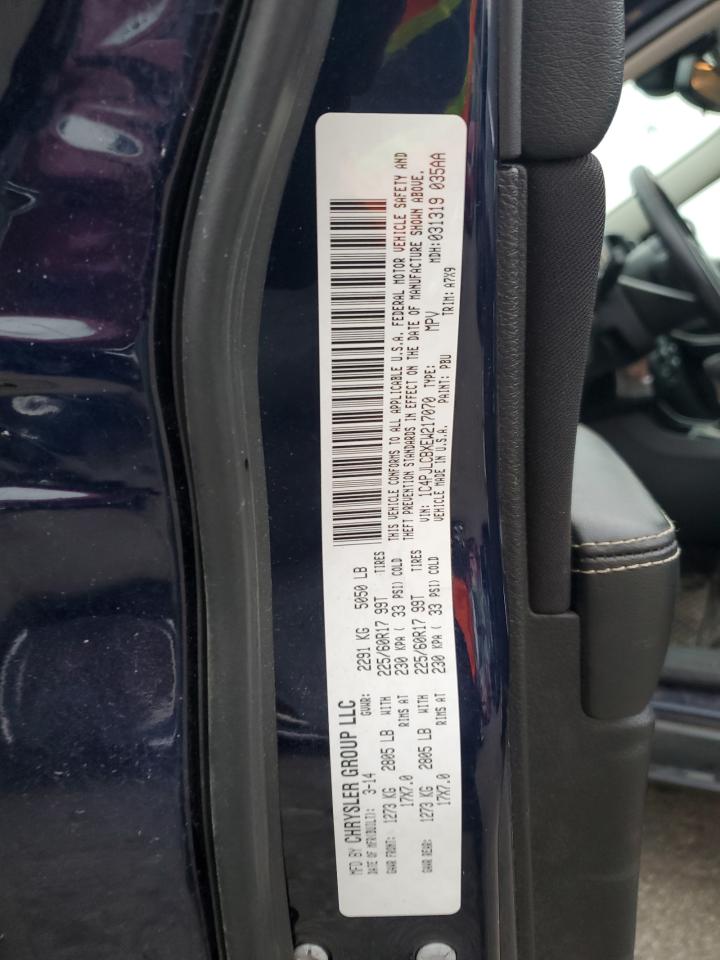 MFD BY CHRYSLER GROUP LLC
DATE OF MFR(BUILT): 3-14 GVWR: 2291 KG 5050 LB
GAWR FRONT: 1273 KG 2805 LB WITH 225/60R17 99T TIRES
17X7.0 RIMS AT 230 KPA ( 33 PSI) COLD
GAWR REAR: 1273 KG 2805 LB WITH 225/60R17 99T TIRES
17X7.0 RIMS AT 230 KPA ( 33 PSI) COLD
THIS VEHICLE CONFORMS TO ALL APPLICABLE U.S.A. FEDERAL MOTOR VEHICLE SAFETY AND
THEFT PREVENTION STANDARDS IN EFFECT ON THE DATE OF MANUFACTURE SHOWN ABOVE.
VIN: 1C4PJLCBXEW217070 TYPE: MPV MDH:031319 035AA
VEHICLE MADE IN U.S.A. PAINT: PBU TRIM: A7X9